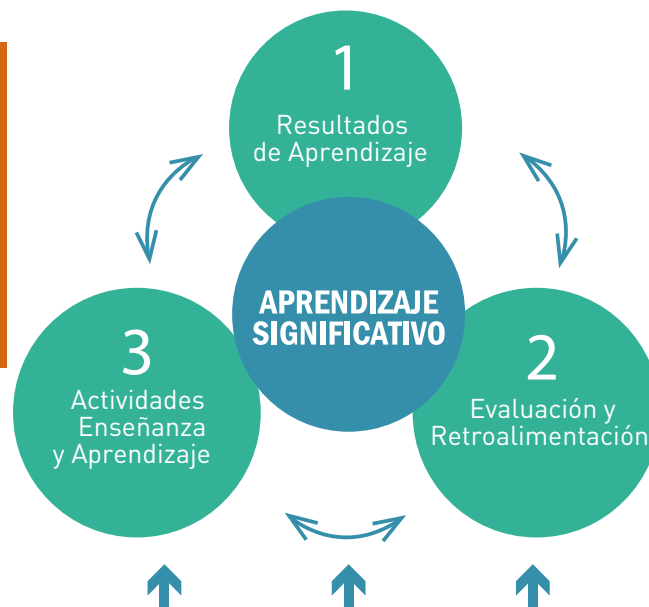 1
Resultados
de Aprendizaje
APRENDIZAJE
SIGNIFICATIVO
3
Actividades
Enseñanza
y Aprendizaje
2
Evaluación y
Retroalimentación